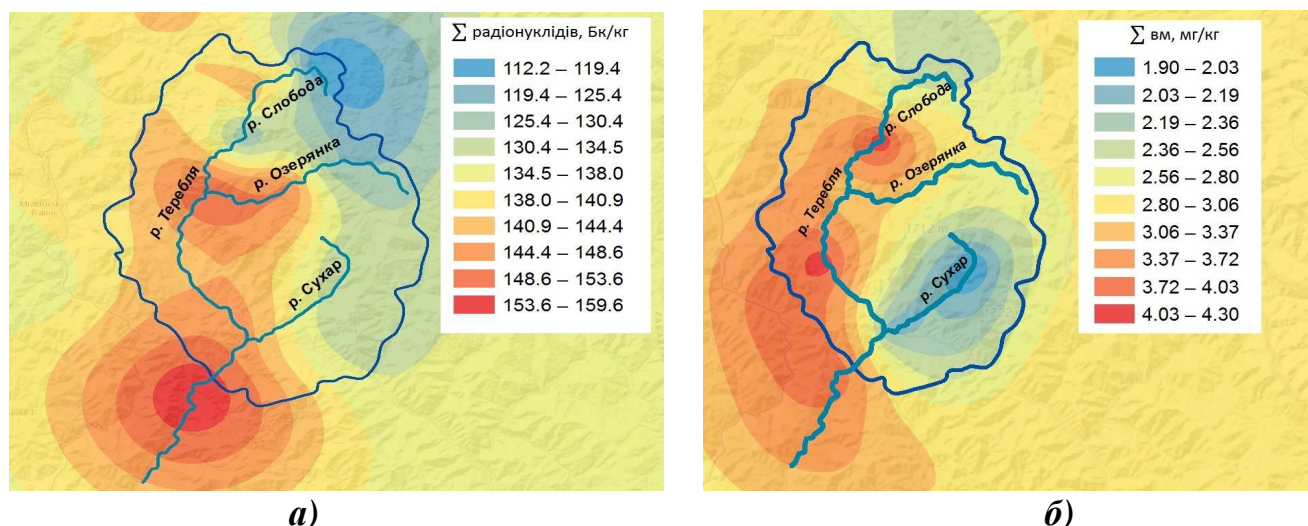 ∑ радіонуклідів, Бк/кг
112.2 – 119.4
119.4 – 125.4
125.4 – 130.4
130.4 – 134.5
134.5 – 138.0
138.0 – 140.9
140.9 – 144.4
144.4 – 148.6
148.6 – 153.6
153.6 – 159.6
р. Слобода
р. Озерянка
р. Теребля
р. Сухар
а)
∑ вм, мг/кг
1.90 – 2.03
2.03 – 2.19
2.19 – 2.36
2.36 – 2.56
2.56 – 2.80
2.80 – 3.06
3.06 – 3.37
3.37 – 3.72
3.72 – 4.03
4.03 – 4.30
р. Слобода
р. Озерянка
р. Теребля
1712 m
р. Сухар
б)